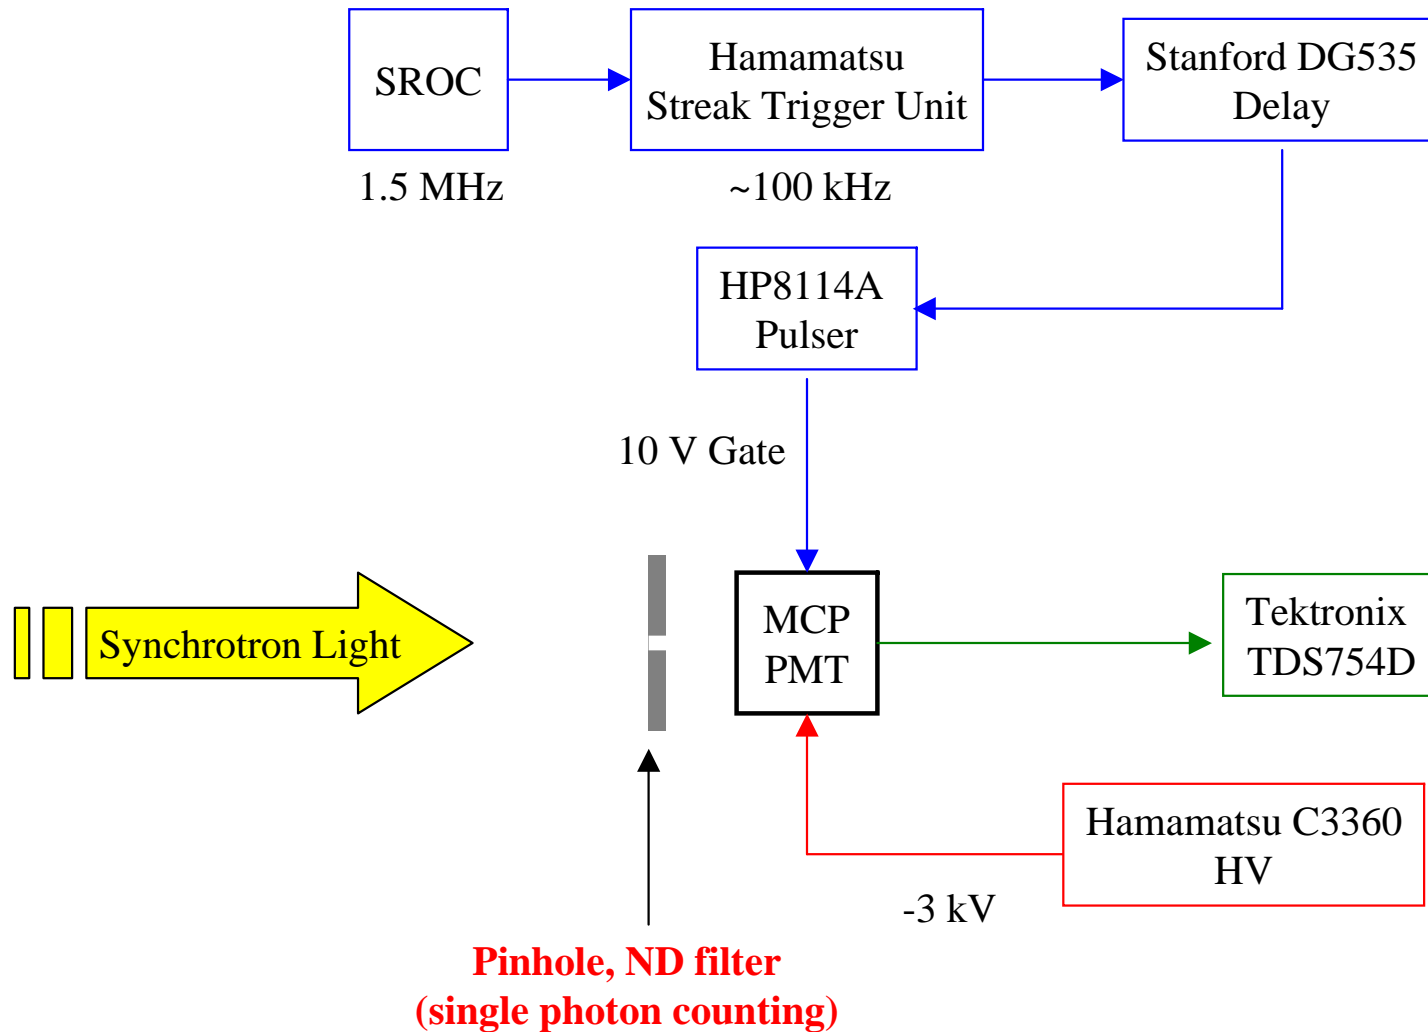 SROC
Hamamatsu
Streak Trigger Unit
Stanford DG535
Delay
1.5 MHz
~100 kHz
HP8114A
Pulser
10 V Gate
Synchrotron Light
MCP
PMT
Tektronix
TDS754D
Hamamatsu C3360
HV
-3 kV
Pinhole, ND filter
(single photon counting)